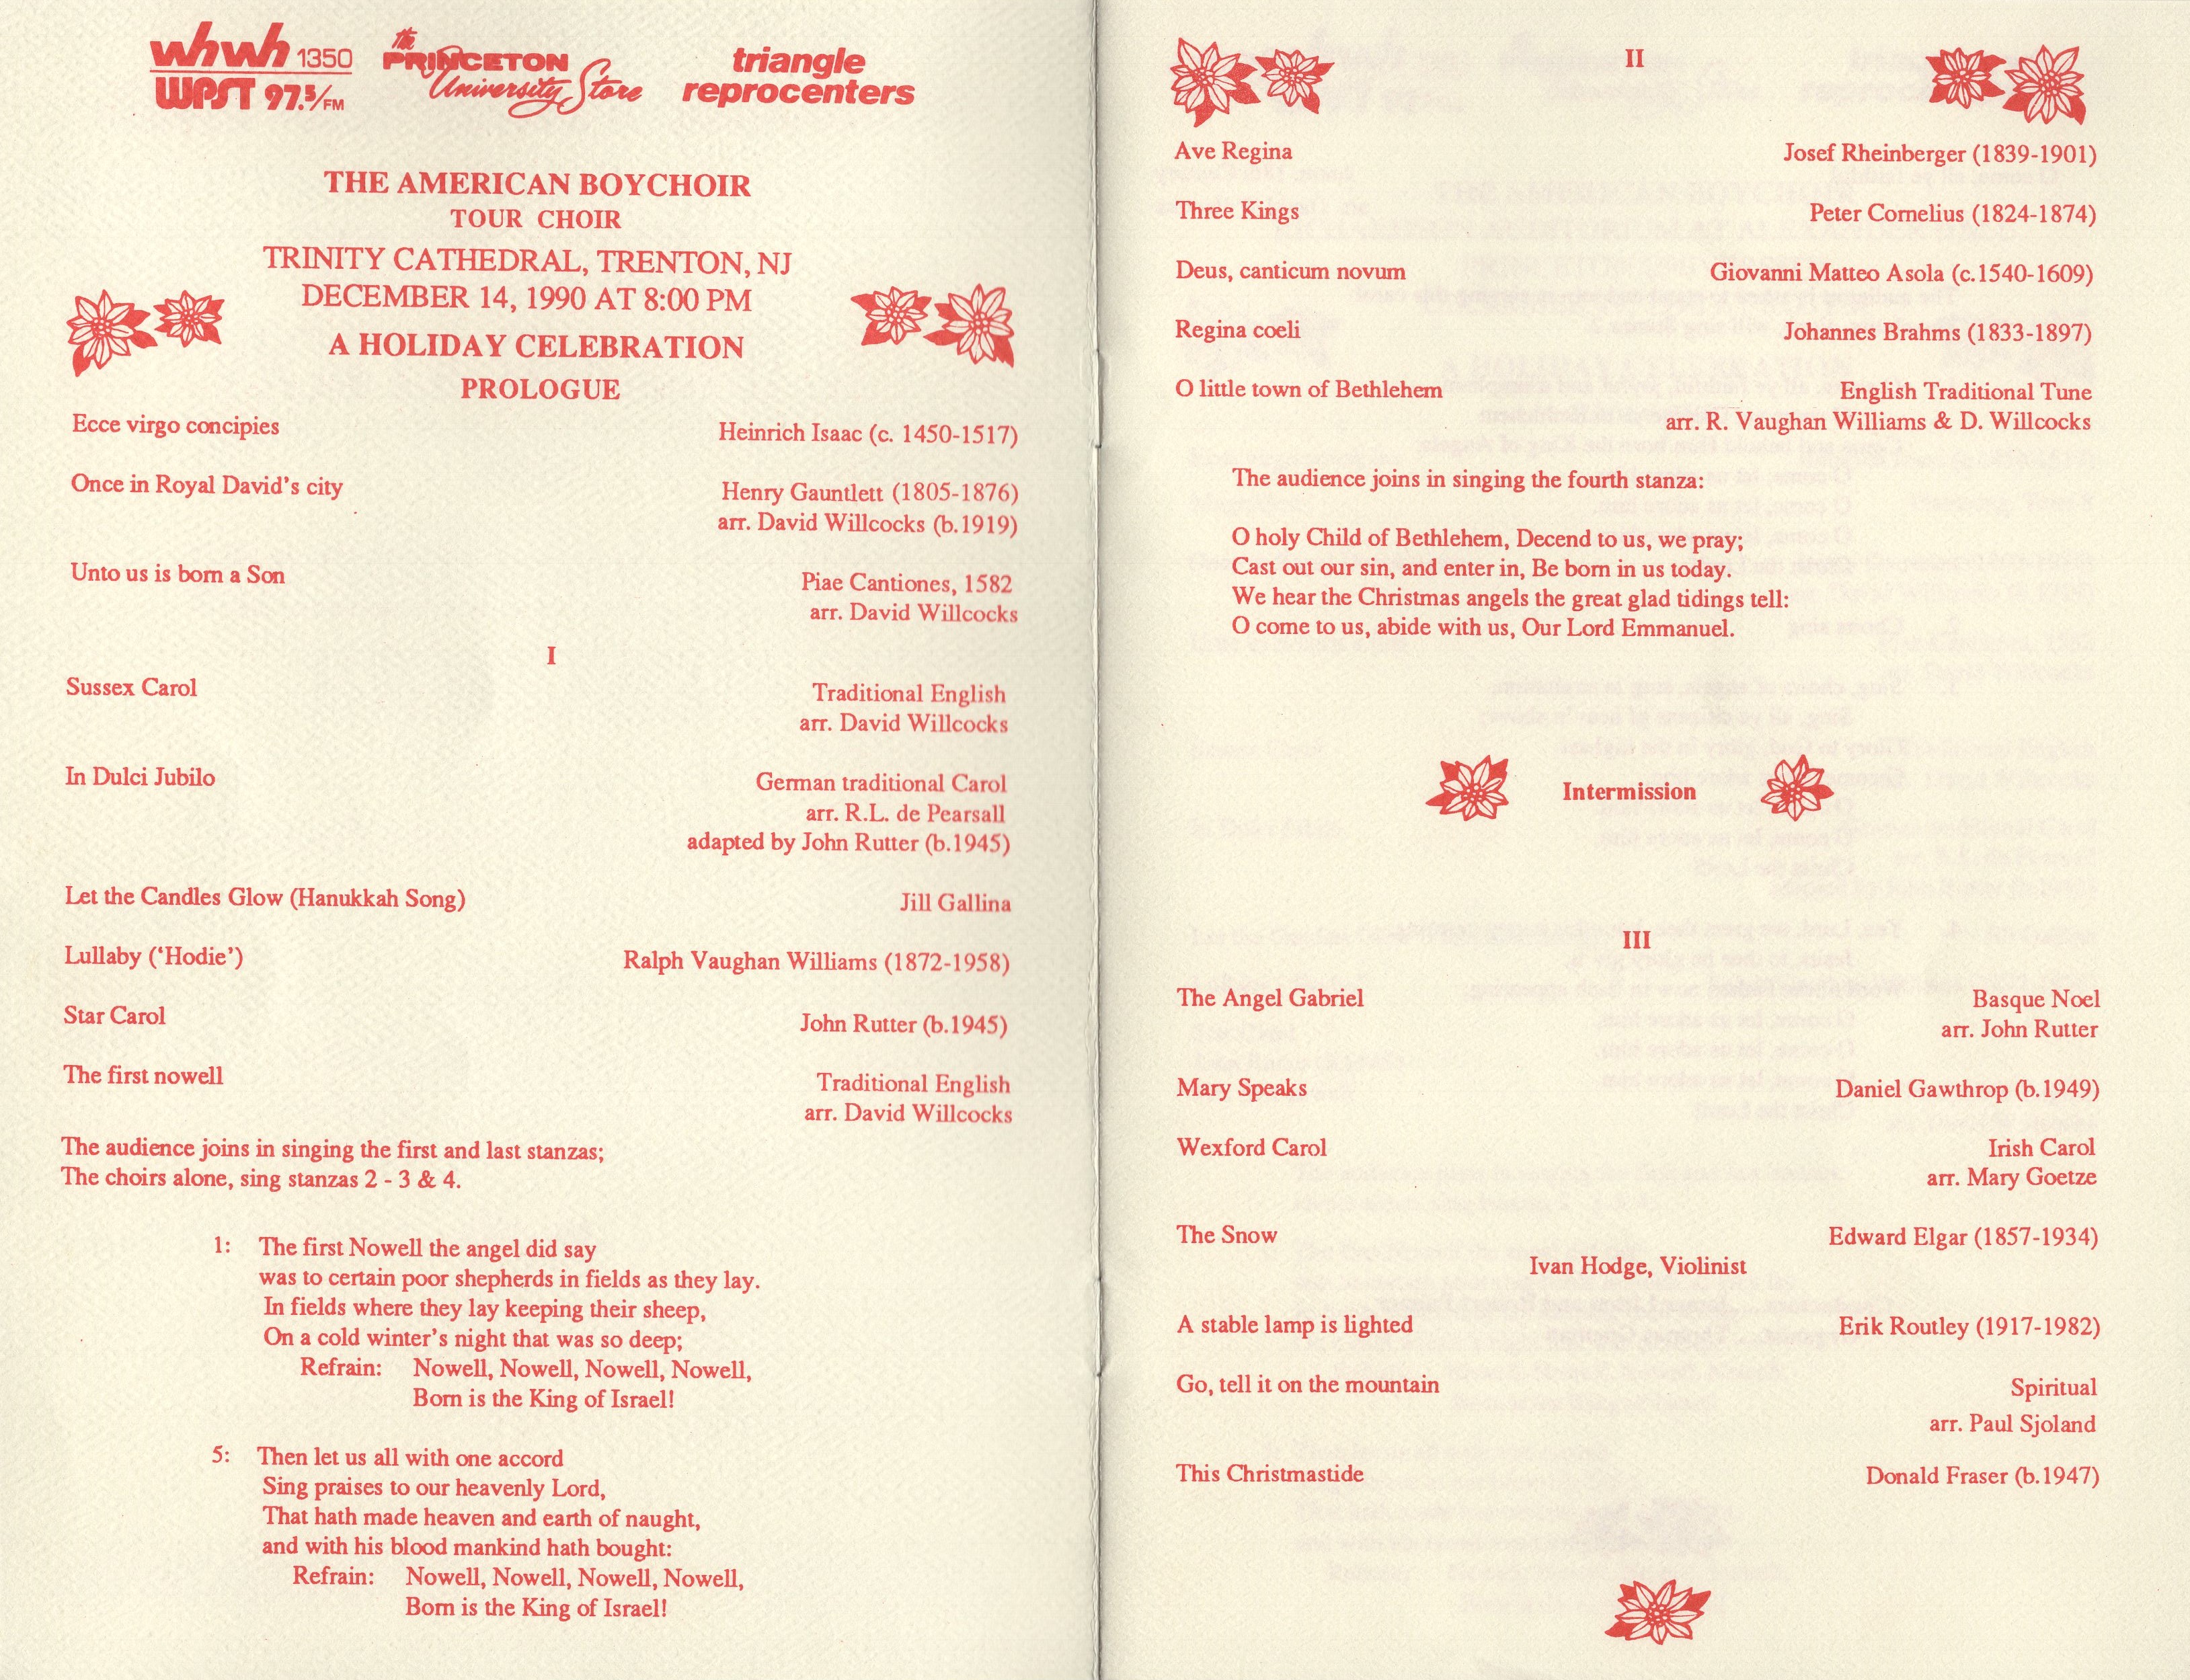 whwh 1350
WPST 97.5/FM
the
PRINCETON
University Store
triangle
reprocenters
THE AMERICAN BOYCHOIR
TOUR CHOIR
TRINITY CATHEDRAL, TRENTON, NJ
DECEMBER 14, 1990 AT 8:00 PM
A HOLIDAY CELEBRATION
PROLOGUE
Ecce virgo concipies Heinrich Isaac (c. 1450-1517)
Once in Royal David's city Henry Gauntlett (1805-1876)
arr. David Willcocks (b.1919)
Unto us is born a Son Piae Cantiones, 1582
arr. David Willcocks
I
Sussex Carol Traditional English
arr. David Willcocks
In Dulci Jubilo German traditional Carol
arr. R.L. de Pearsall
adapted by John Rutter (b.1945)
Let the Candles Glow (Hanukkah Song) Jill Gallina
Lullaby ('Hodie') Ralph Vaughan Williams (1872-1958)
Star Carol John Rutter (b.1945)
The first nowell Traditional English
arr. David Willcocks
The audience joins in singing the first and last stanzas;
The choirs alone, sing stanzas 2 - 3 & 4.
1: The first Nowell the angel did say
was to certain poor shepherds in fields as they lay.
In fields where they lay keeping their sheep,
On a cold winter's night that was so deep;
Refrain: Nowell, Nowell, Nowell, Nowell,
Born is the King of Israel!
5: Then let us all with one accord
Sing praises to our heavenly Lord,
That hath made heaven and earth of naught,
and with his blood mankind hath bought:
Refrain: Nowell, Nowell, Nowell, Nowell,
Born is the King of Israel!
II
Ave Regina Josef Rheinberger (1839-1901)
Three Kings Peter Cornelius (1824-1874)
Deus, canticum novum Giovanni Matteo Asola (c.1540-1609)
Regina coeli Johannes Brahms (1833-1897)
O little town of Bethlehem English Traditional Tune
arr. R. Vaughan Williams & D. Willcocks
The audience joins in singing the fourth stanza:
O holy Child of Bethlehem, Decend to us, we pray;
Cast out our sin, and enter in, Be born in us today.
We hear the Christmas angels the great glad tidings tell:
O come to us, abide with us, Our Lord Emmanuel.
Intermission
III
The Angel Gabriel Basque Noel
arr. John Rutter
Mary Speaks Daniel Gawthrop (b.1949)
Wexford Carol Irish Carol
arr. Mary Goetze
The Snow Edward Elgar (1857-1934)
Ivan Hodge, Violinist
A stable lamp is lighted Erik Routley (1917-1982)
Go, tell it on the mountain Spiritual
arr. Paul Sjoland
This Christmastide Donald Fraser (b.1947)